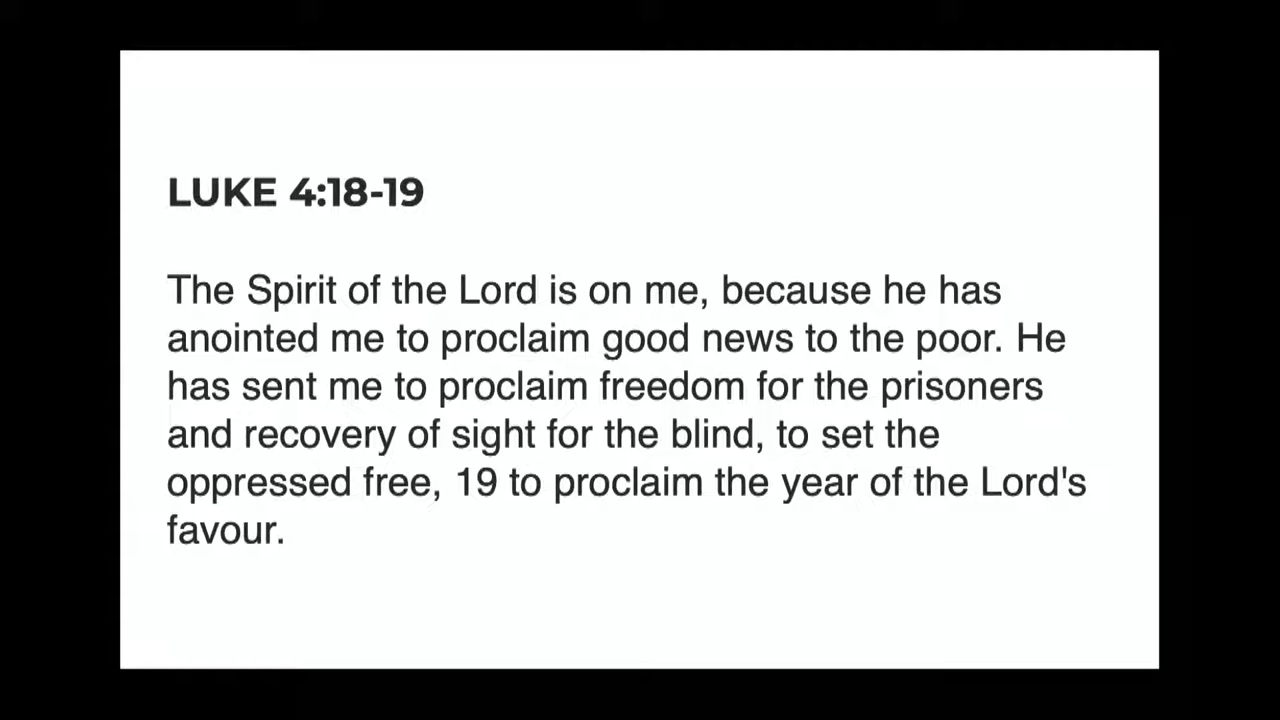 LUKE 4:18-19
The Spirit of the Lord is on me, because he has
anointed me to proclaim good news to the poor. He
has sent me to proclaim freedom for the prisoners
and recovery of sight for the blind, to set the
oppressed free, 19 to proclaim the year of the Lord's
favour.